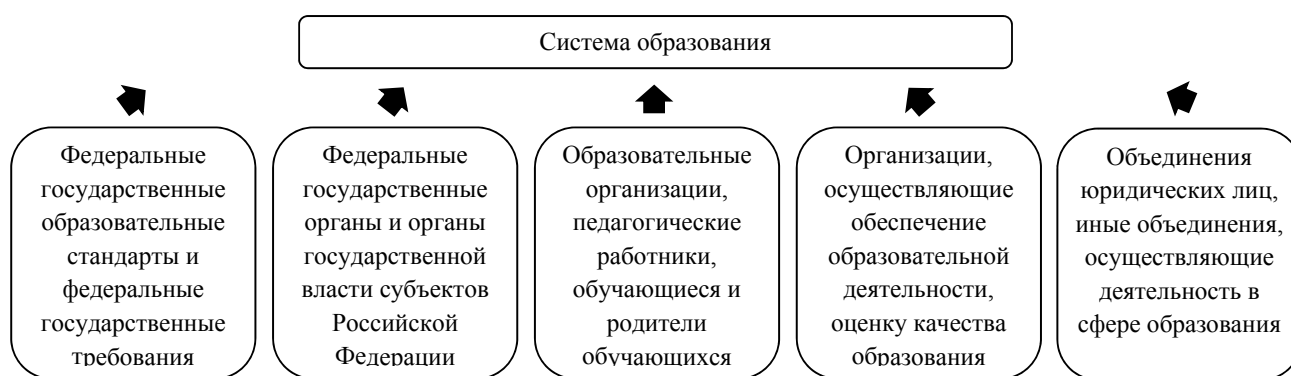 Система образования
Федеральные
государственные
образовательные
стандарты и
федеральные
государственные
требования
Федеральные
государственные
органы и органы
государственной
власти субъектов
Российской
Федерации
Образовательные
организации,
педагогические
работники,
обучающиеся и
родители
обучающихся
Организации,
осуществляющие
обеспечение
образовательной
деятельности,
оценку качества
образования
Объединения
юридических лиц,
иные объединения,
осуществляющие
деятельность в
сфере образования